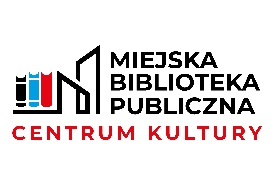 MIEJSKA
BIBLIOTEKA
PUBLICZNA
CENTRUM KULTURY